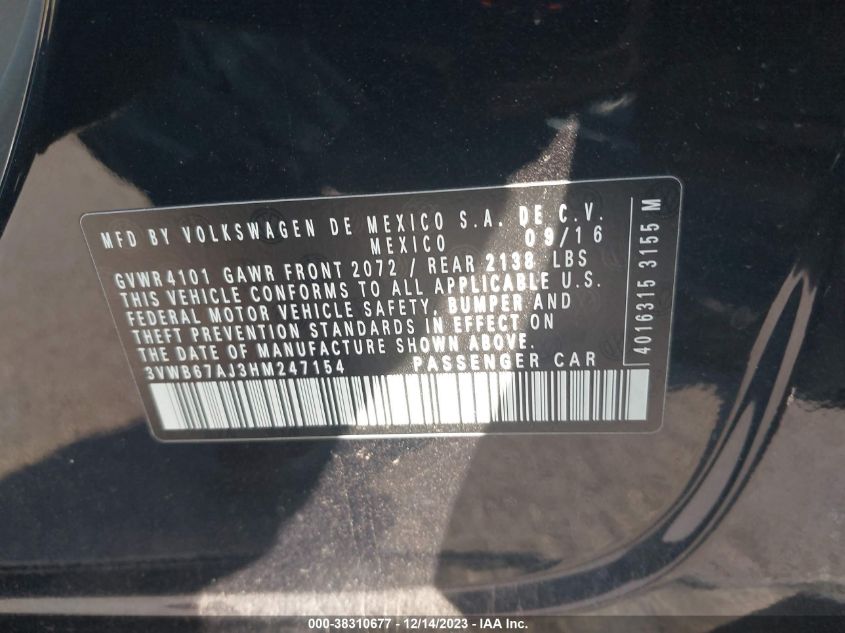 MFD BY VOLKSWAGEN DE MEXICO S.A. DE C.V.
MEXICO 09/16
GVWR 4101 GAWR FRONT 2072 / REAR 2138 LBS
THIS VEHICLE CONFORMS TO ALL APPLICABLE U.S.
FEDERAL MOTOR VEHICLE SAFETY, BUMPER AND
THEFT PREVENTION STANDARDS IN EFFECT ON
THE DATE OF MANUFACTURE SHOWN ABOVE.
3VWB67AJ3HM247154 PASSENGER CAR
4016315 3155 M
000-38310677 - 12/14/2023 - IAA Inc.